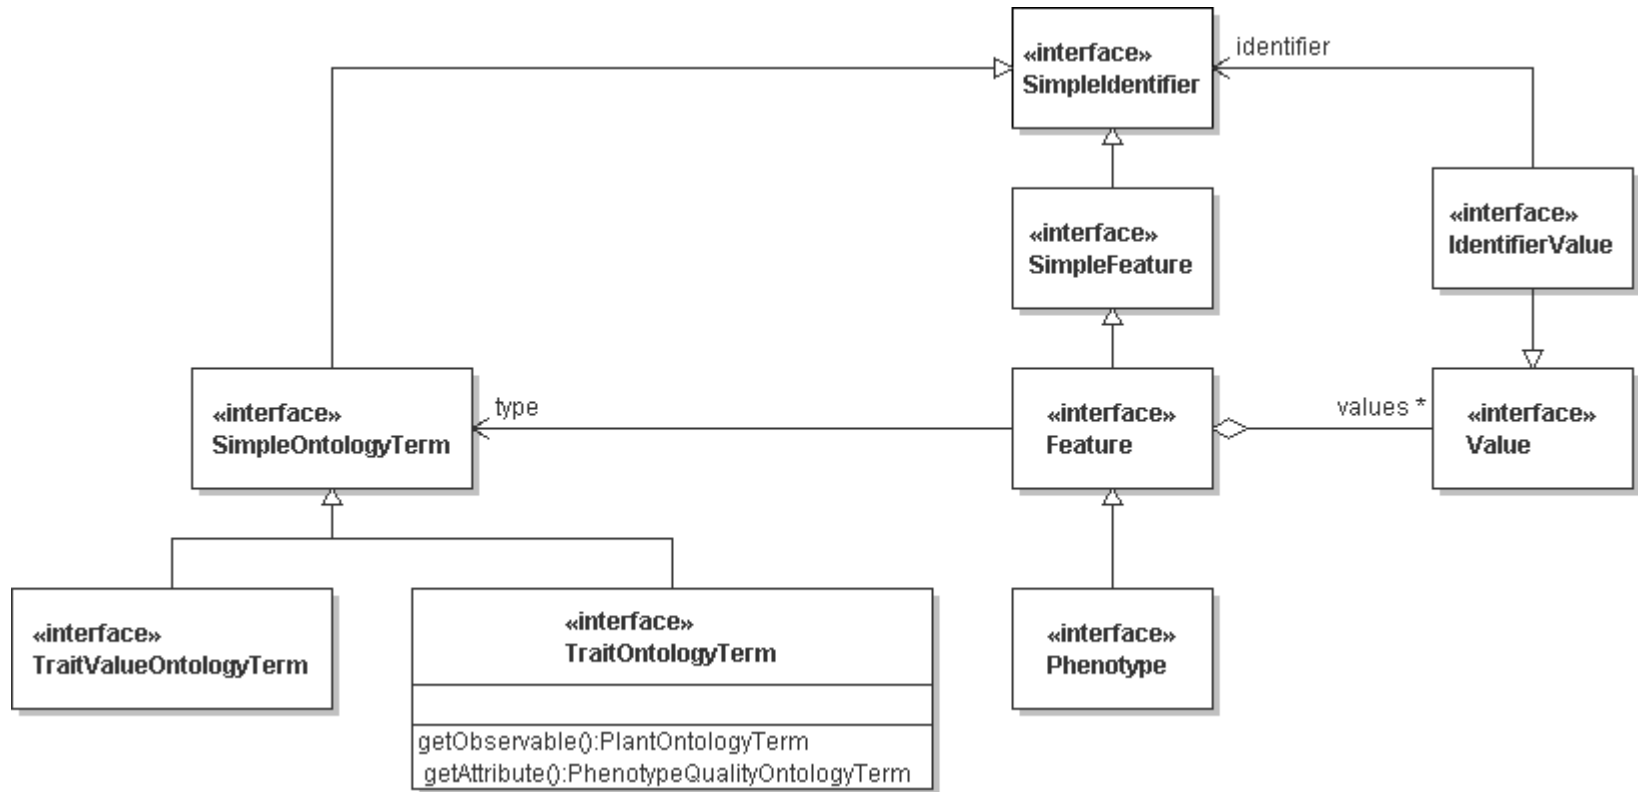 «interface»
SimpleIdentifier
identifier
«interface»
SimpleFeature
«interface»
IdentifierValue
«interface»
SimpleOntologyTerm
type
«interface»
Feature
values *
«interface»
Value
«interface»
TraitValueOntologyTerm
«interface»
TraitOntologyTerm
getObservable():PlantOntologyTerm
getAttribute():PhenotypeQualityOntologyTerm
«interface»
Phenotype